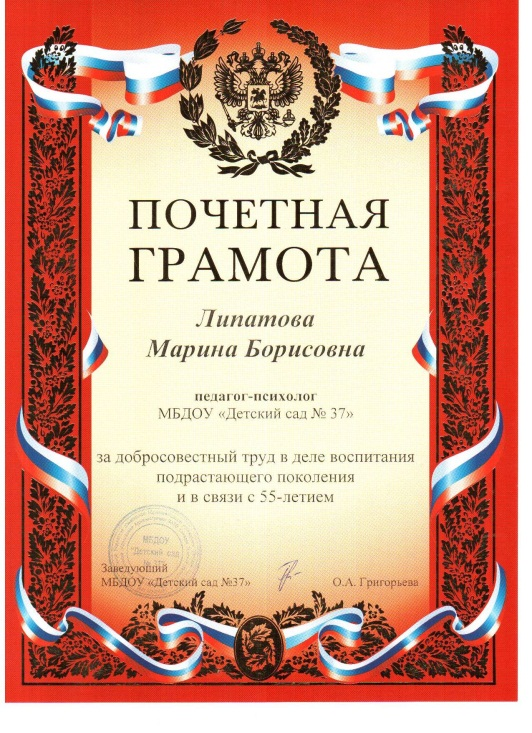 ПОЧЕТНАЯ
ГРАМОТА
Липатова
Марина Борисовна
педагог-психолог
МБДОУ «Детский сад № 37»
за добросовестный труд в деле воспитания
подрастающего поколения
и в связи с 55-летием
МБДОУ
"Детский сад
Заведующий
МБДОУ «Детский сад №37» О.А. Григорьева